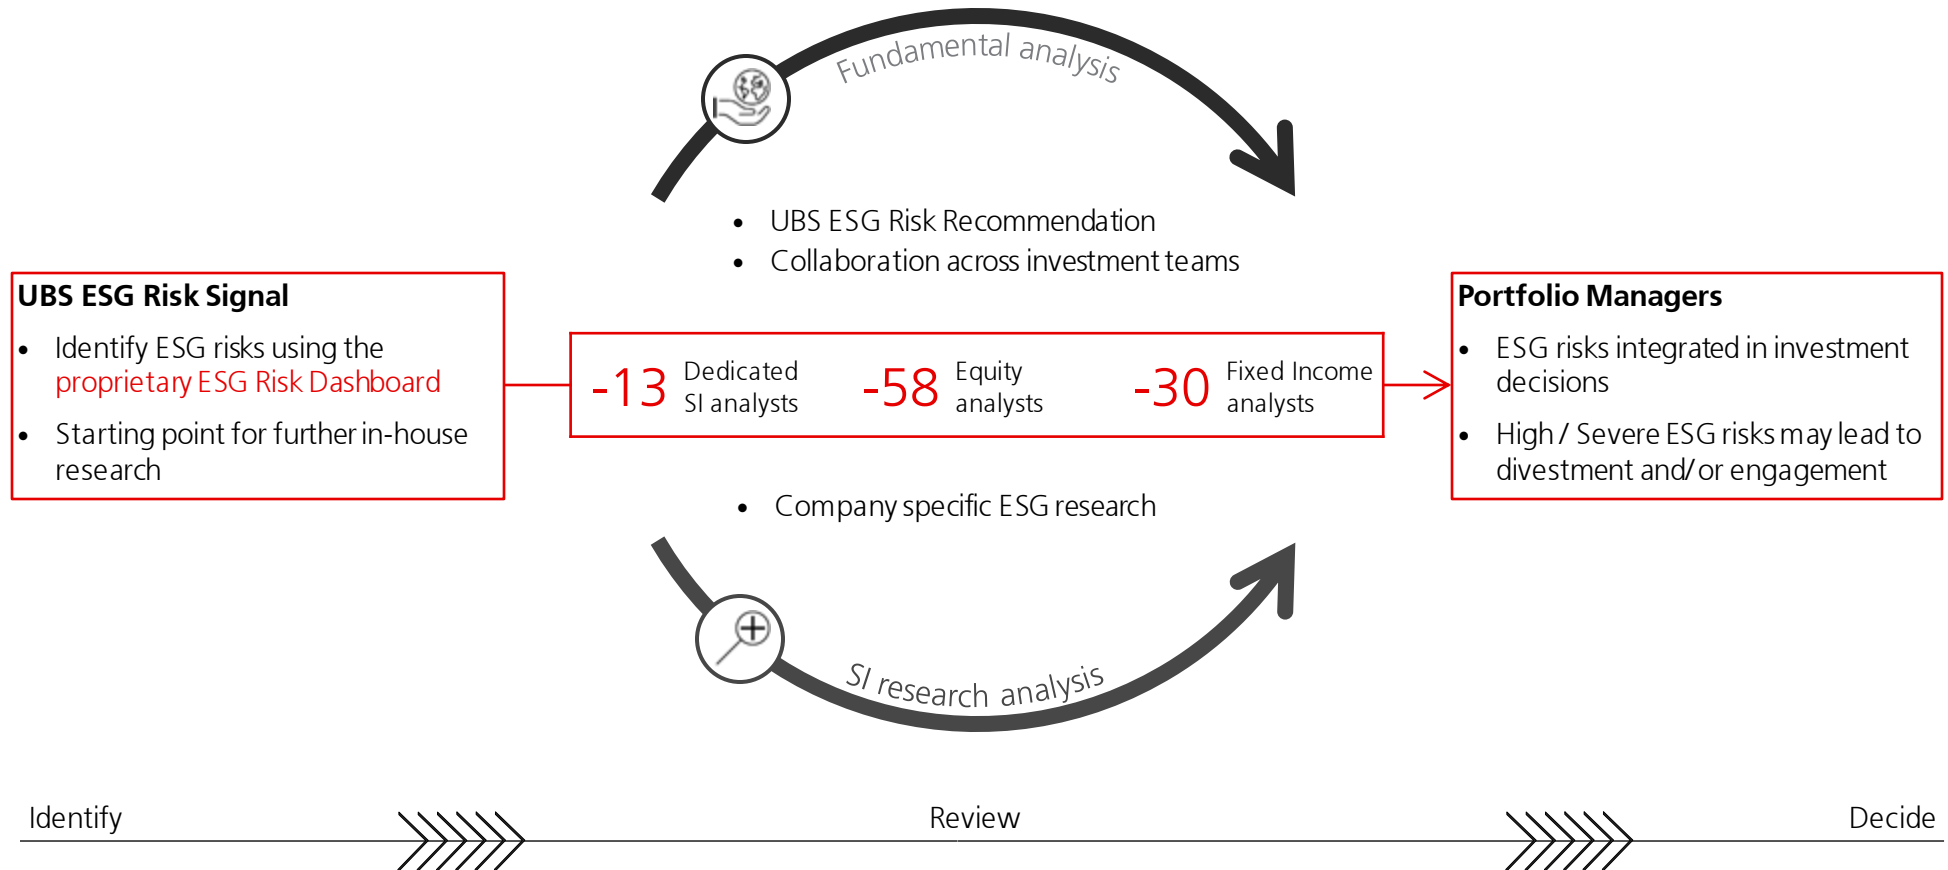 Fundamental analysis
• UBS ESG Risk Recommendation
• Collaboration across investment teams
UBS ESG Risk Signal
• Identify ESG risks using the
proprietary ESG Risk Dashboard
• Starting point for further in-house
research
-13 Dedicated
SI analysts
-58 Equity
analysts
-30 Fixed Income
analysts
Portfolio Managers
• ESG risks integrated in investment
decisions
• High / Severe ESG risks may lead to
divestment and/or engagement
• Company specific ESG research
SI research analysis
Identify
Review
Decide